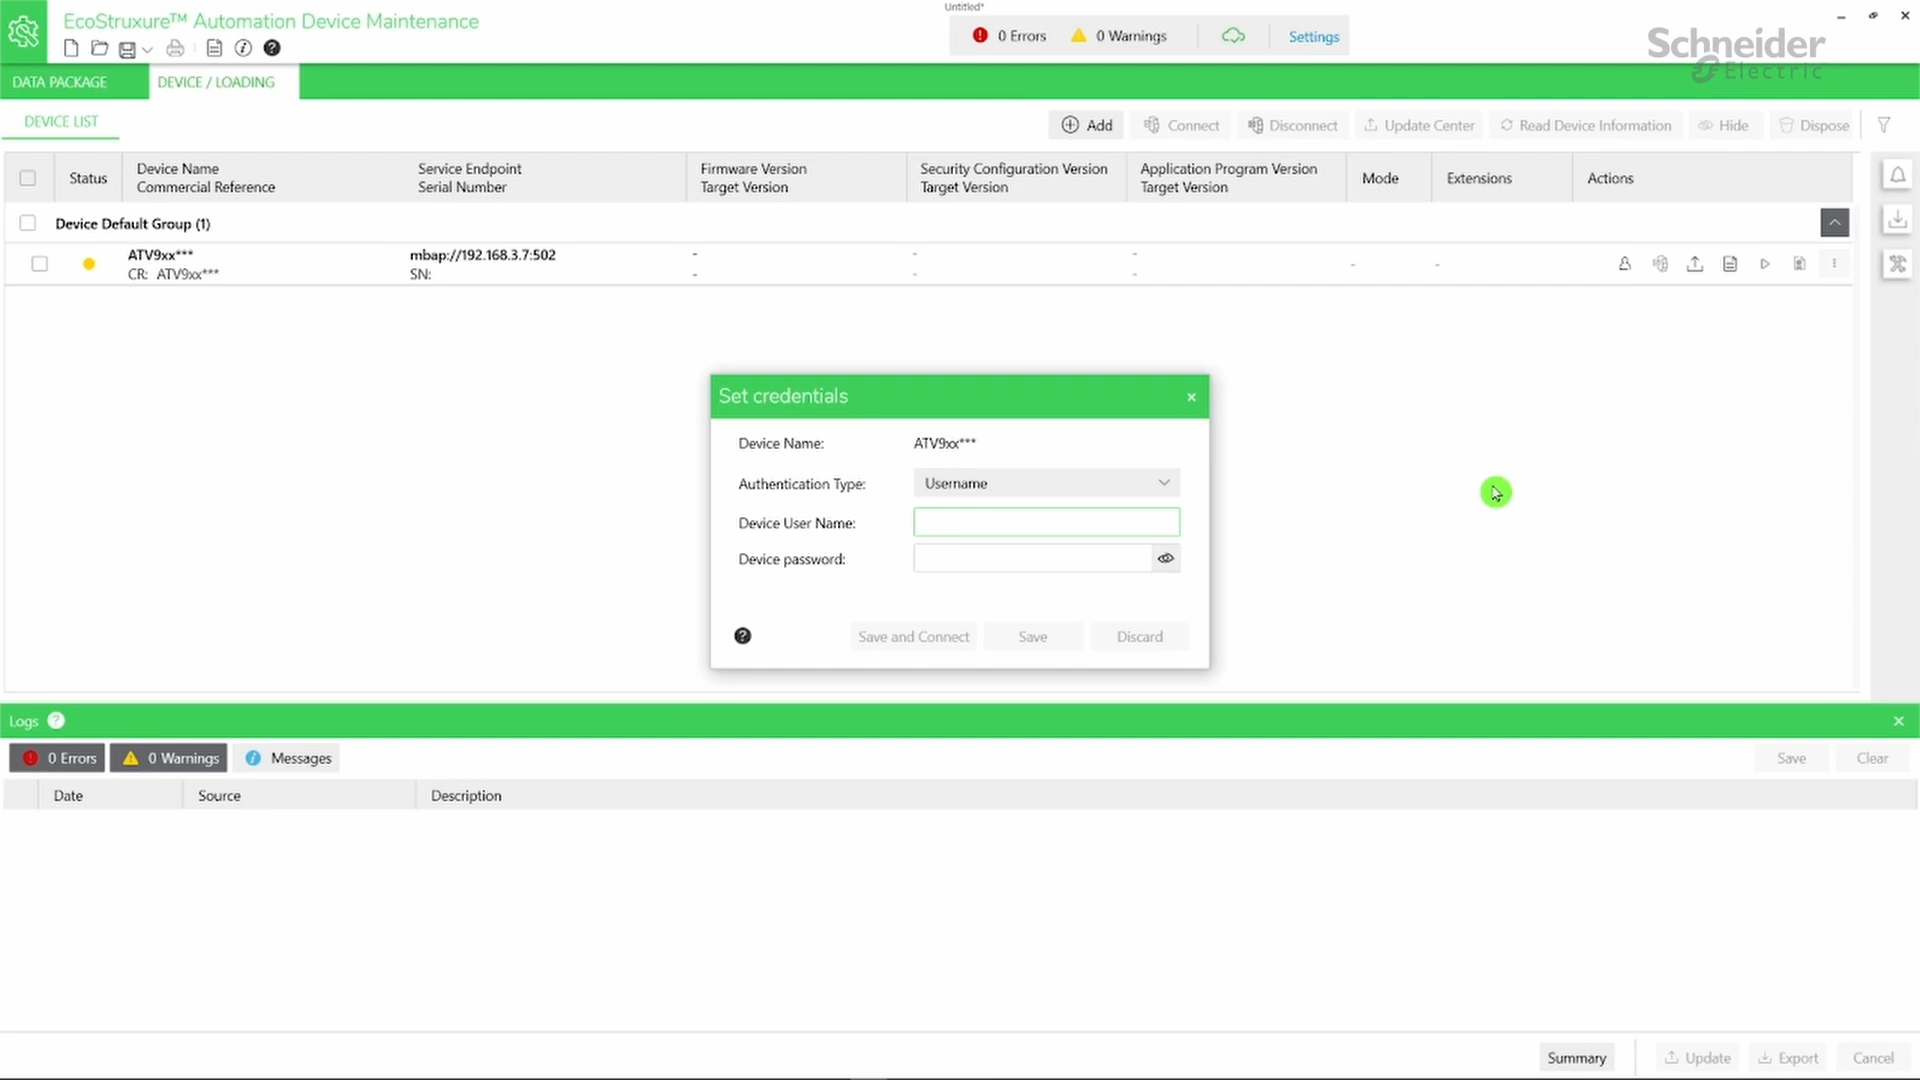 Untitled*
EcoStruxure™ Automation Device Maintenance
0 Errors
0 Warnings
Settings
Schneider
Electric
DATA PACKAGE
DEVICE / LOADING
DEVICE LIST
Add
Connect
Disconnect
Update Center
Read Device Information
Hide
Dispose
Status
Device Name
Commercial Reference
Service Endpoint
Serial Number
Firmware Version
Target Version
Security Configuration Version
Target Version
Application Program Version
Target Version
Mode
Extensions
Actions
Device Default Group (1)
ATV9xx***
CR: ATV9xx***
mbap://192.168.3.7:502
SN:
-
-
-
-
-
-
-
-
Set credentials
Device Name:
ATV9xx***
Authentication Type:
Username
Device User Name:
Device password:
Save and Connect
Save
Discard
Logs
0 Errors
0 Warnings
Messages
Save
Clear
Date
Source
Description
Summary
Update
Export
Cancel